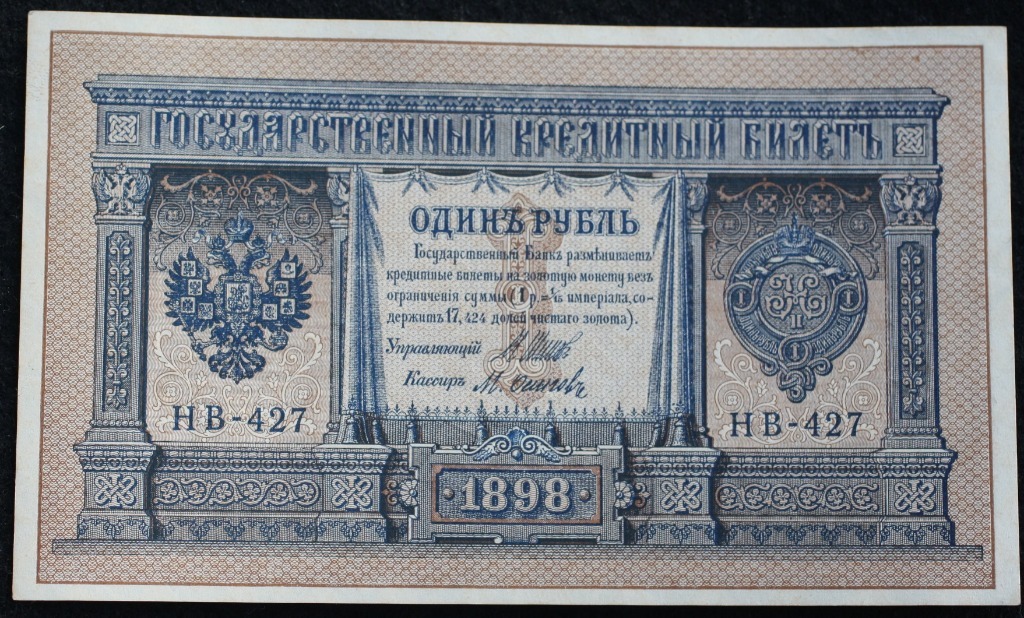 ГОСУДАРСТВЕННЫЙ КРЕДИТНЫЙ БИЛЕТЪ
ОДИНЪ РУБЛЬ
Государственный Банкъ размѣниваетъ
кредитные билеты на золотую монету безъ
ограниченія суммы (1 р.= 1/15 имперіала, со-
держитъ 17,424 долей чистаго золота).
Управляющій
Кассиръ М.
НВ-427
НВ-427
· 1898 ·